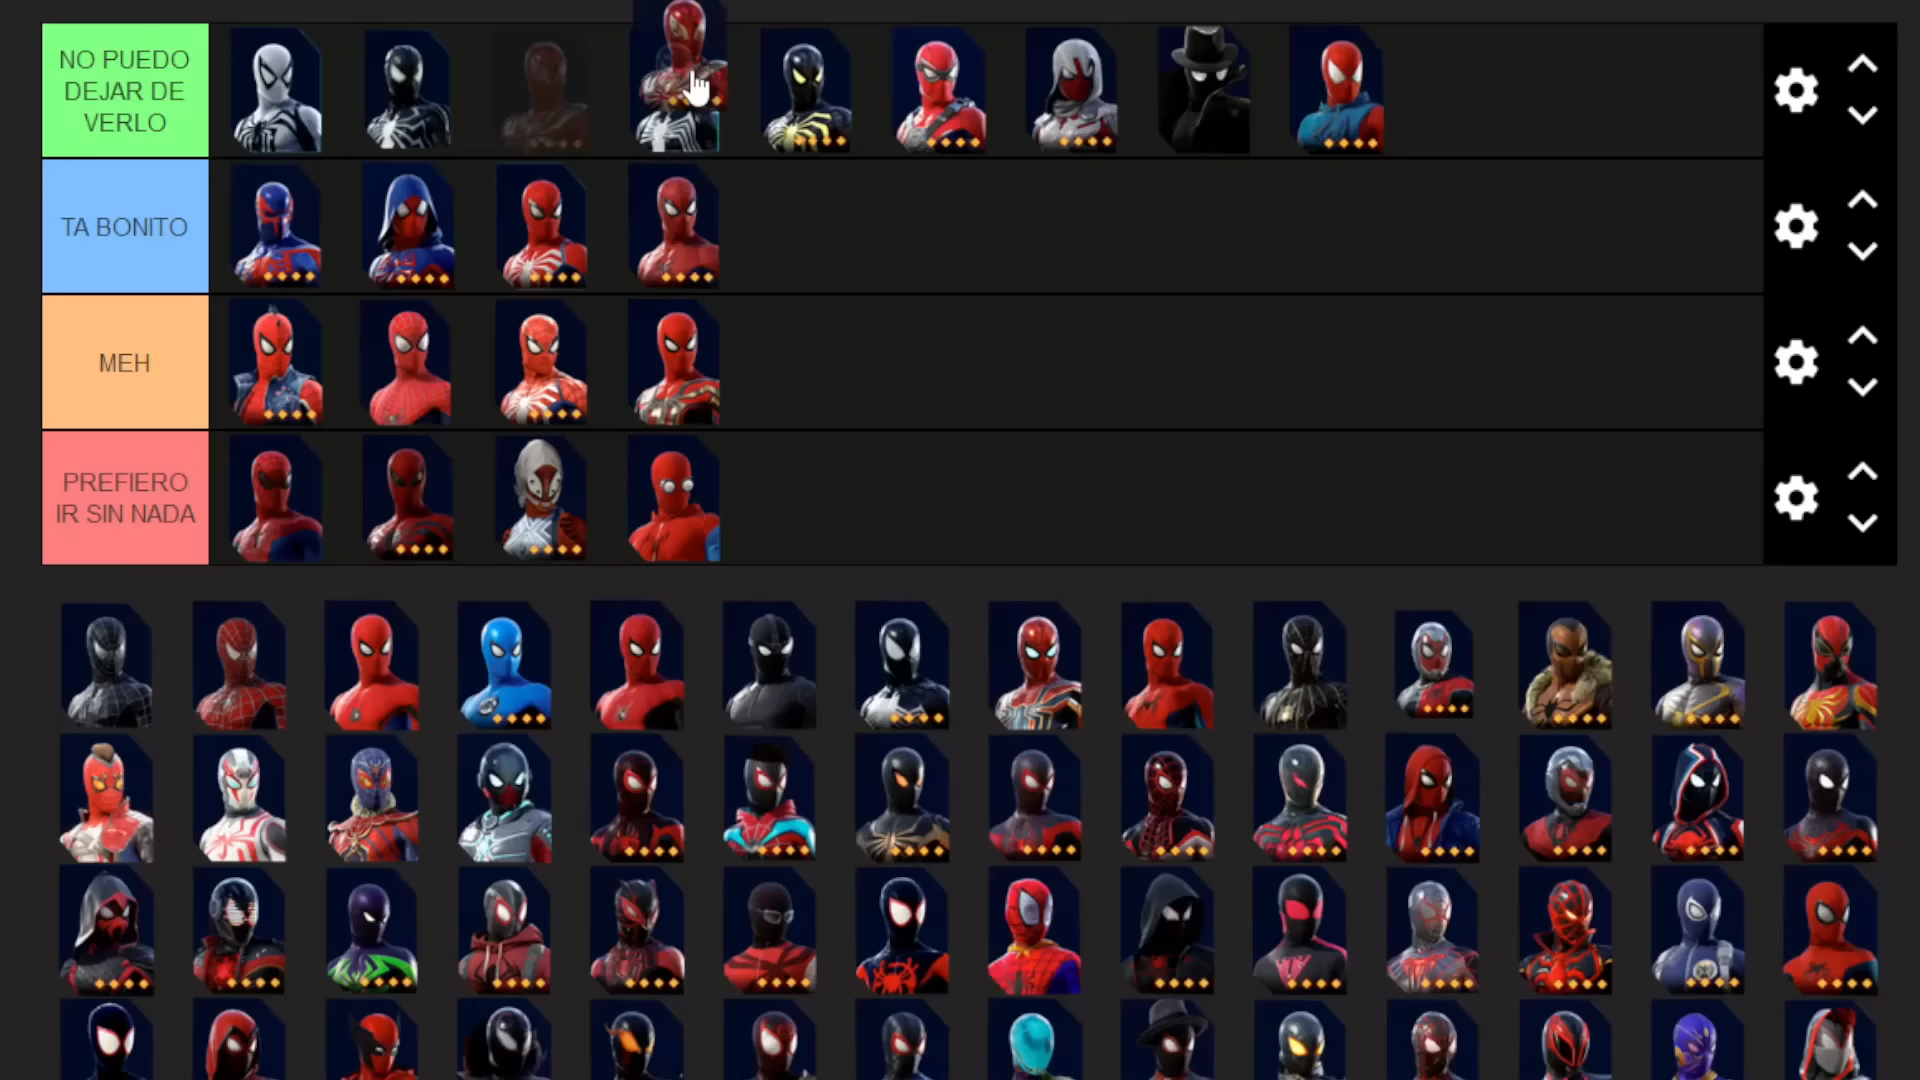 NO PUEDO
DEJAR DE
VERLO
TA BONITO
MEH
PREFIERO
IR SIN NADA